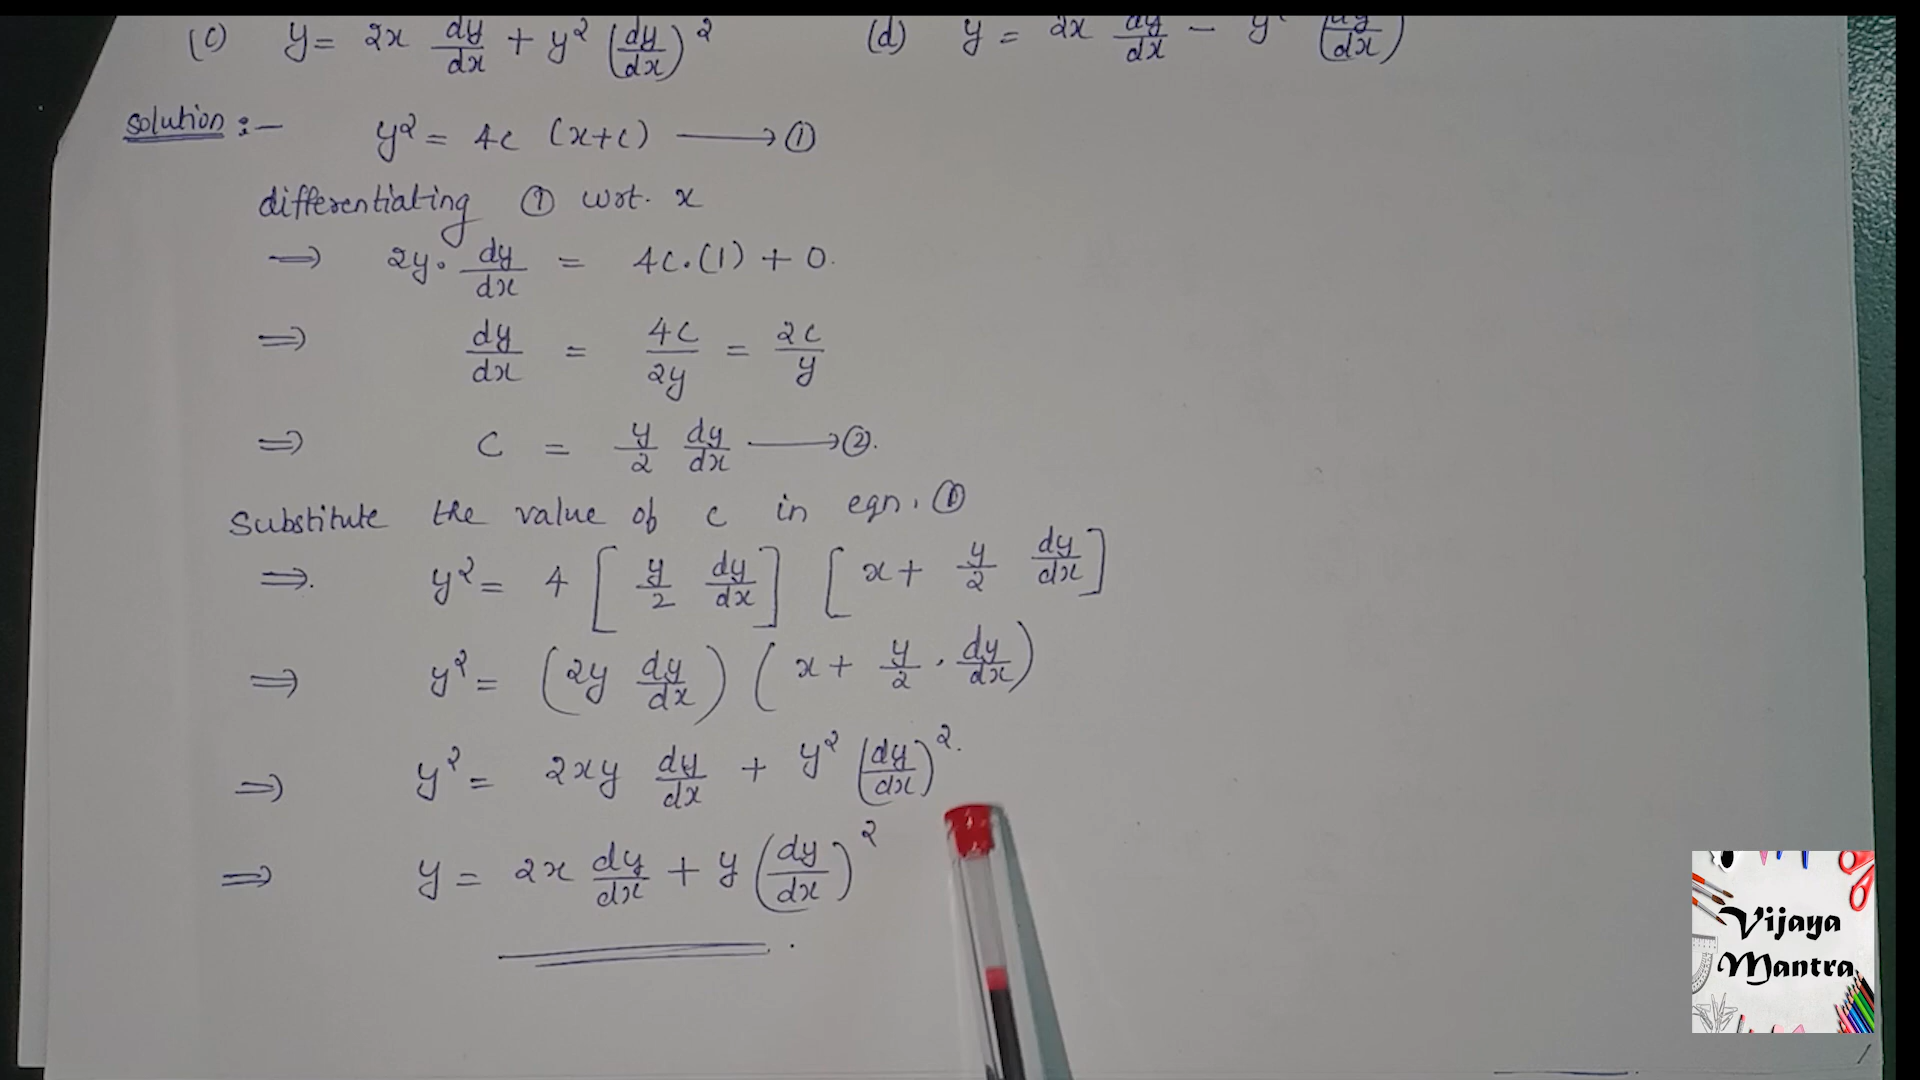 (c) y = 2x dy/dx + y² (dy/dx)² (d) y = 2x dy/dx - y² (dy/dx)
solution :- y² = 4c (x+c) ⟶ ①
differentiating ① wrt. x
⇒ 2y. dy/dx = 4c.(1) + 0.
⇒ dy/dx = 4c/2y = 2c/y
⇒ c = y/2 dy/dx ⟶ ②.
Substitute the value of c in eqn. ①
⇒. y² = 4 [y/2 dy/dx] [x + y/2 dy/dx]
⇒ y² = (2y dy/dx) (x + y/2 . dy/dx)
⇒ y² = 2xy dy/dx + y² (dy/dx)².
⇒ y = 2x dy/dx + y (dy/dx)²
Vijaya
Mantra